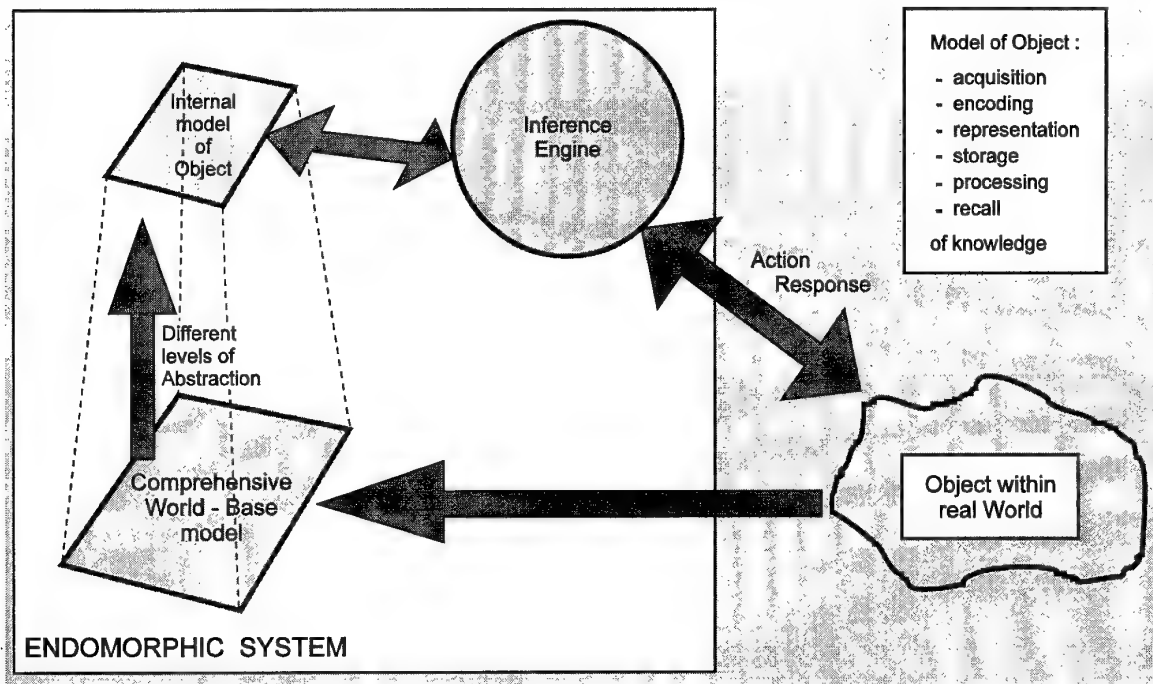 Internal
model
of
Object
Inference
Engine
Model of Object :
- acquisition
- encoding
- representation
- storage
- processing
- recall
of knowledge
Action
Response
Different
levels of
Abstraction
Comprehensive
World - Base
model
Object within
real World
ENDOMORPHIC SYSTEM